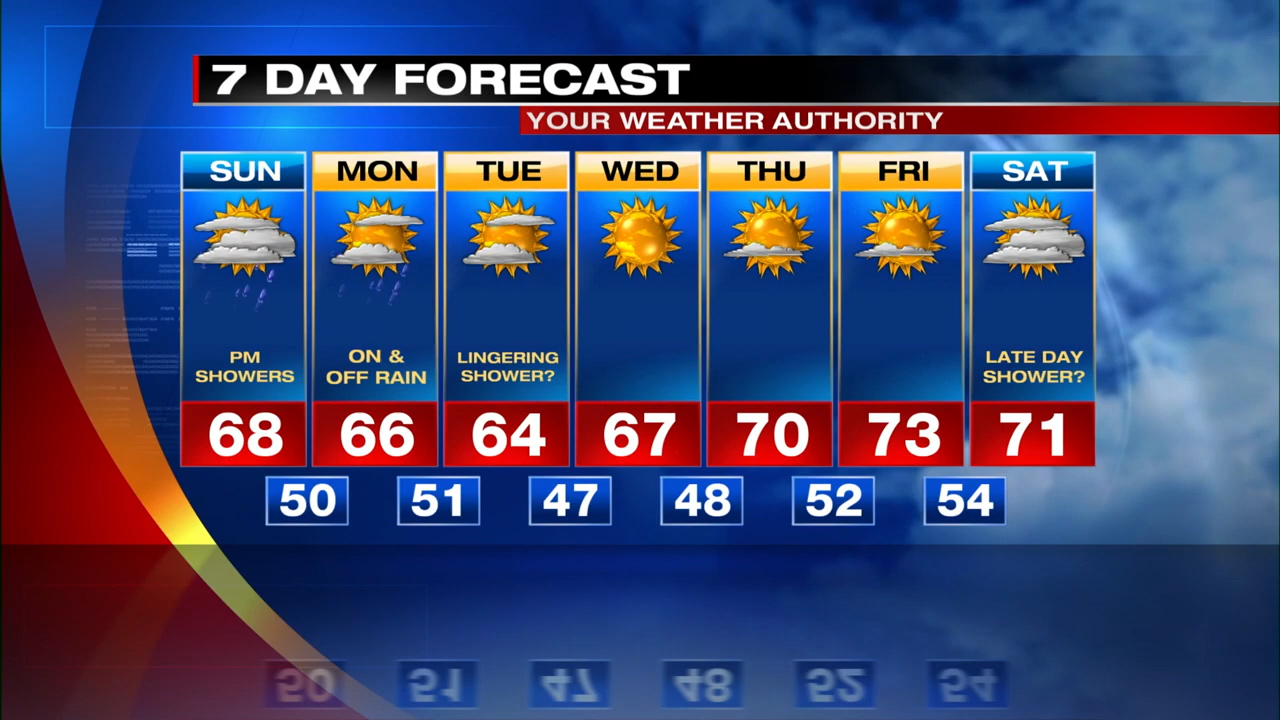 7 DAY FORECAST
YOUR WEATHER AUTHORITY
SUN MON TUE WED THU FRI SAT
PM
SHOWERS
ON &
OFF RAIN
LINGERING
SHOWER?
LATE DAY
SHOWER?
68 66 64 67 70 73 71
50 51 47 48 52 54